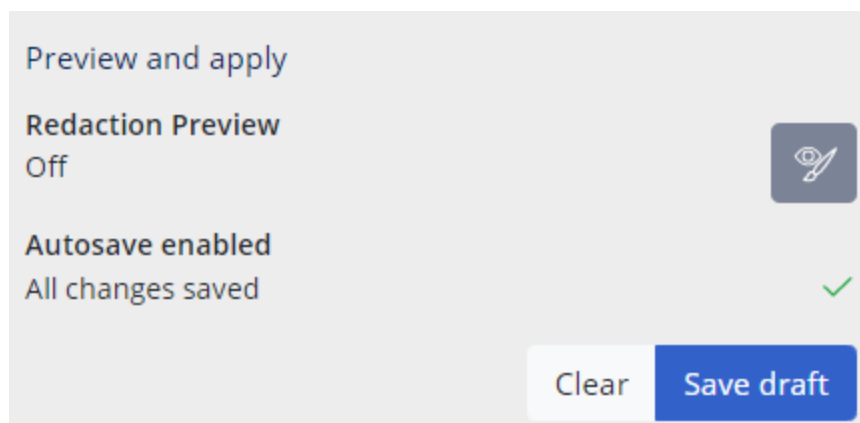 Preview and apply
Redaction Preview
Off
Autosave enabled
All changes saved
Clear
Save draft